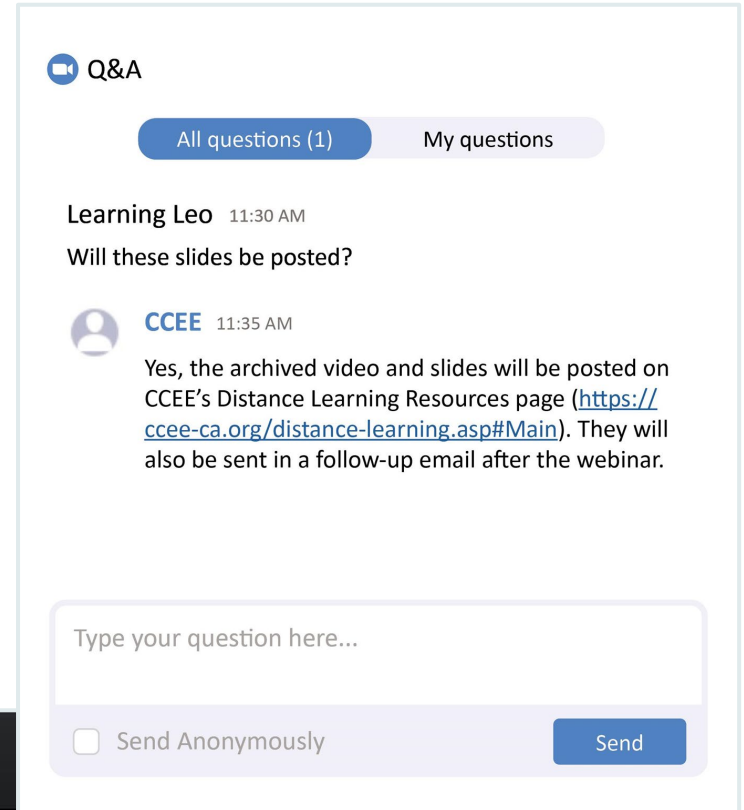 Q&A
All questions (1) My questions
Learning Leo 11:30 AM
Will these slides be posted?
CCEE 11:35 AM
Yes, the archived video and slides will be posted on
CCEE’s Distance Learning Resources page (https://
ccee-ca.org/distance-learning.asp#Main). They will
also be sent in a follow-up email after the webinar.
Type your question here...
Send Anonymously Send